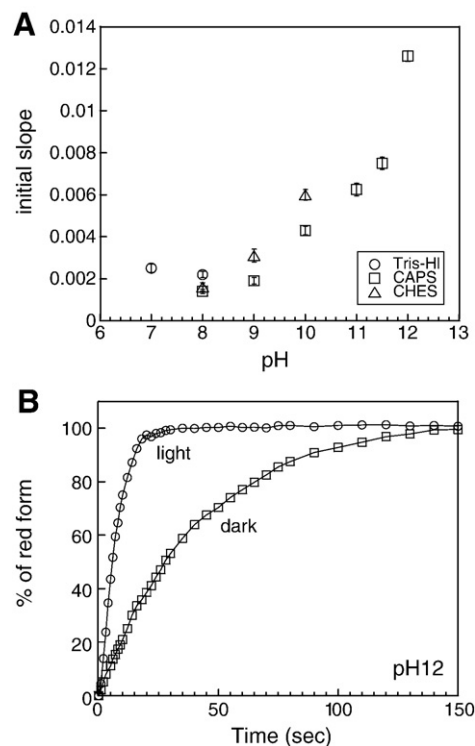 A
initial slope
0.014
0.012
0.01
0.008
0.006
0.004
0.002
0
6 7 8 9 10 11 12 13
pH
Tris-HI
CAPS
CHES
B
% of red form
100
80
60
40
20
0
light
dark
pH12
0 50 100 150
Time (sec)